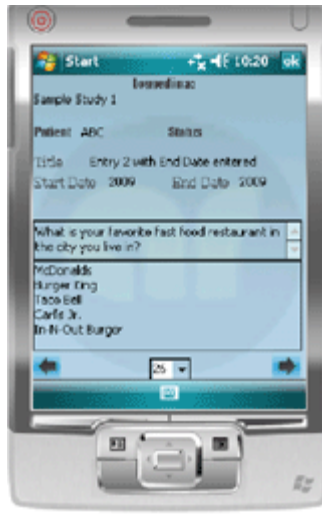 Start 10:20 ok
Sample Study 1
Patient ABC Status
Title Entry 2 with End Date entered
Start Date 2009 End Date 2009
What is your favorite fast food restaurant in
the city you live in?
McDonalds
Burger King
Taco Bell
Carl's Jr.
In-N-Out Burger
26